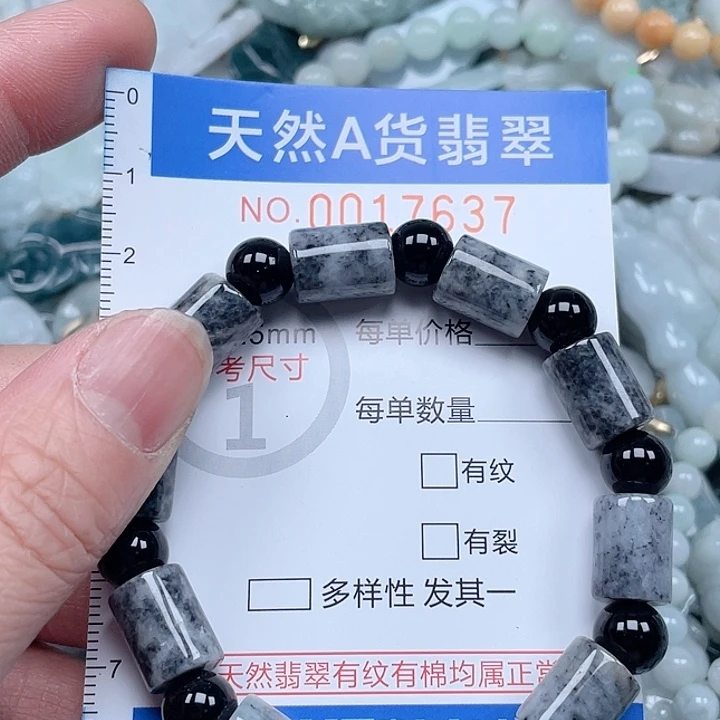 0
天然A货翡翠
1
NO.0017637
2
5mm 每单价格
考尺寸
1
每单数量
有纹
有裂
多样性 发其一
7
天然翡翠有纹有棉均属正常